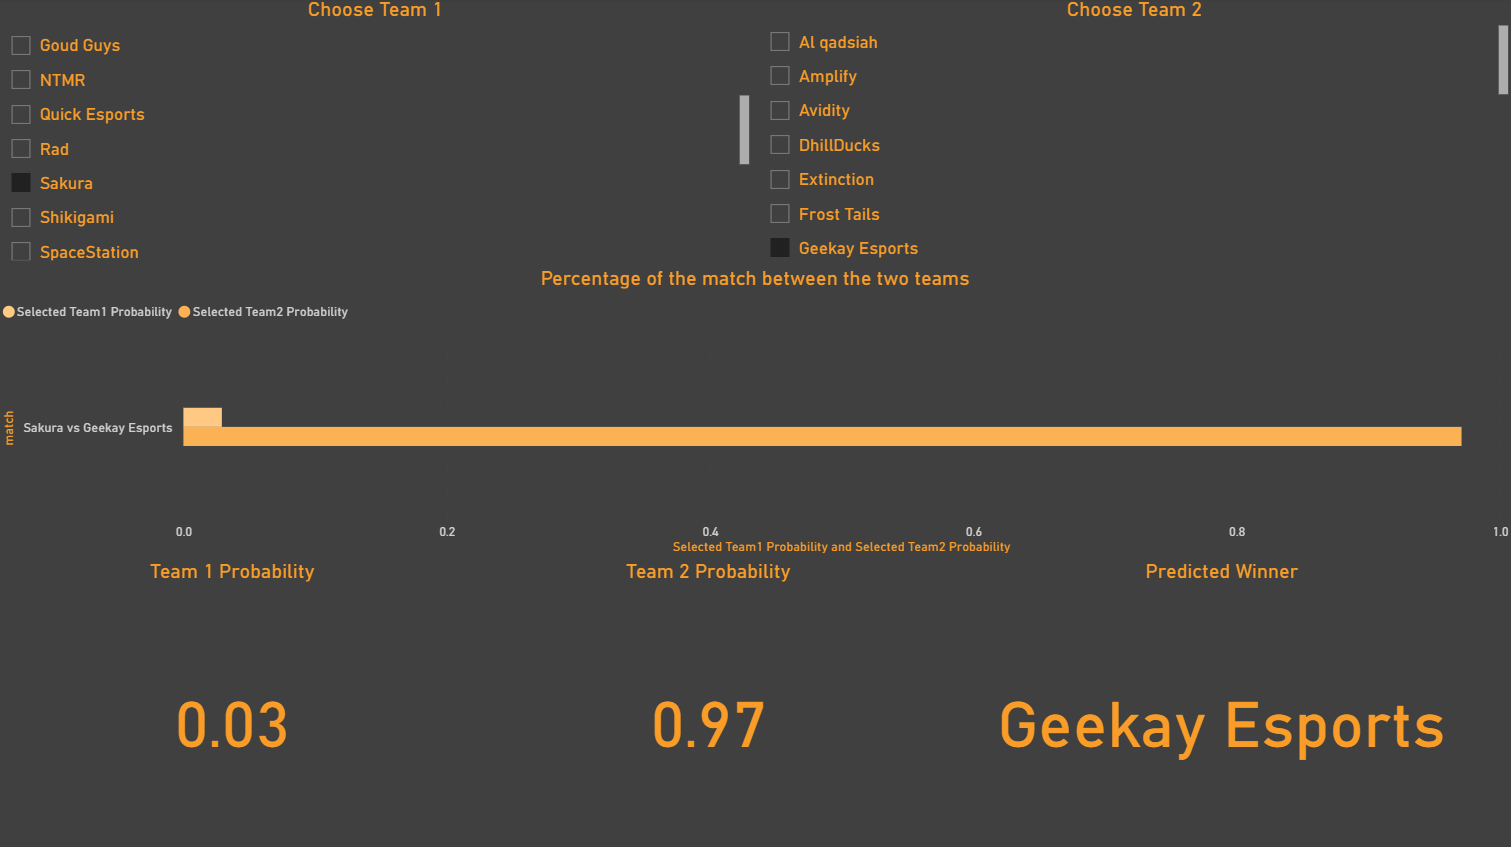 Choose Team 1
Goud Guys
NTMR
Quick Esports
Rad
Sakura
Shikigami
SpaceStation
Choose Team 2
Al qadsiah
Amplify
Avidity
DhillDucks
Extinction
Frost Tails
Geekay Esports
Percentage of the match between the two teams
Selected Team1 Probability Selected Team2 Probability
match
Sakura vs Geekay Esports
0.0 0.2 0.4 0.6 0.8 1.0
Selected Team1 Probability and Selected Team2 Probability
Team 1 Probability
0.03
Team 2 Probability
0.97
Predicted Winner
Geekay Esports